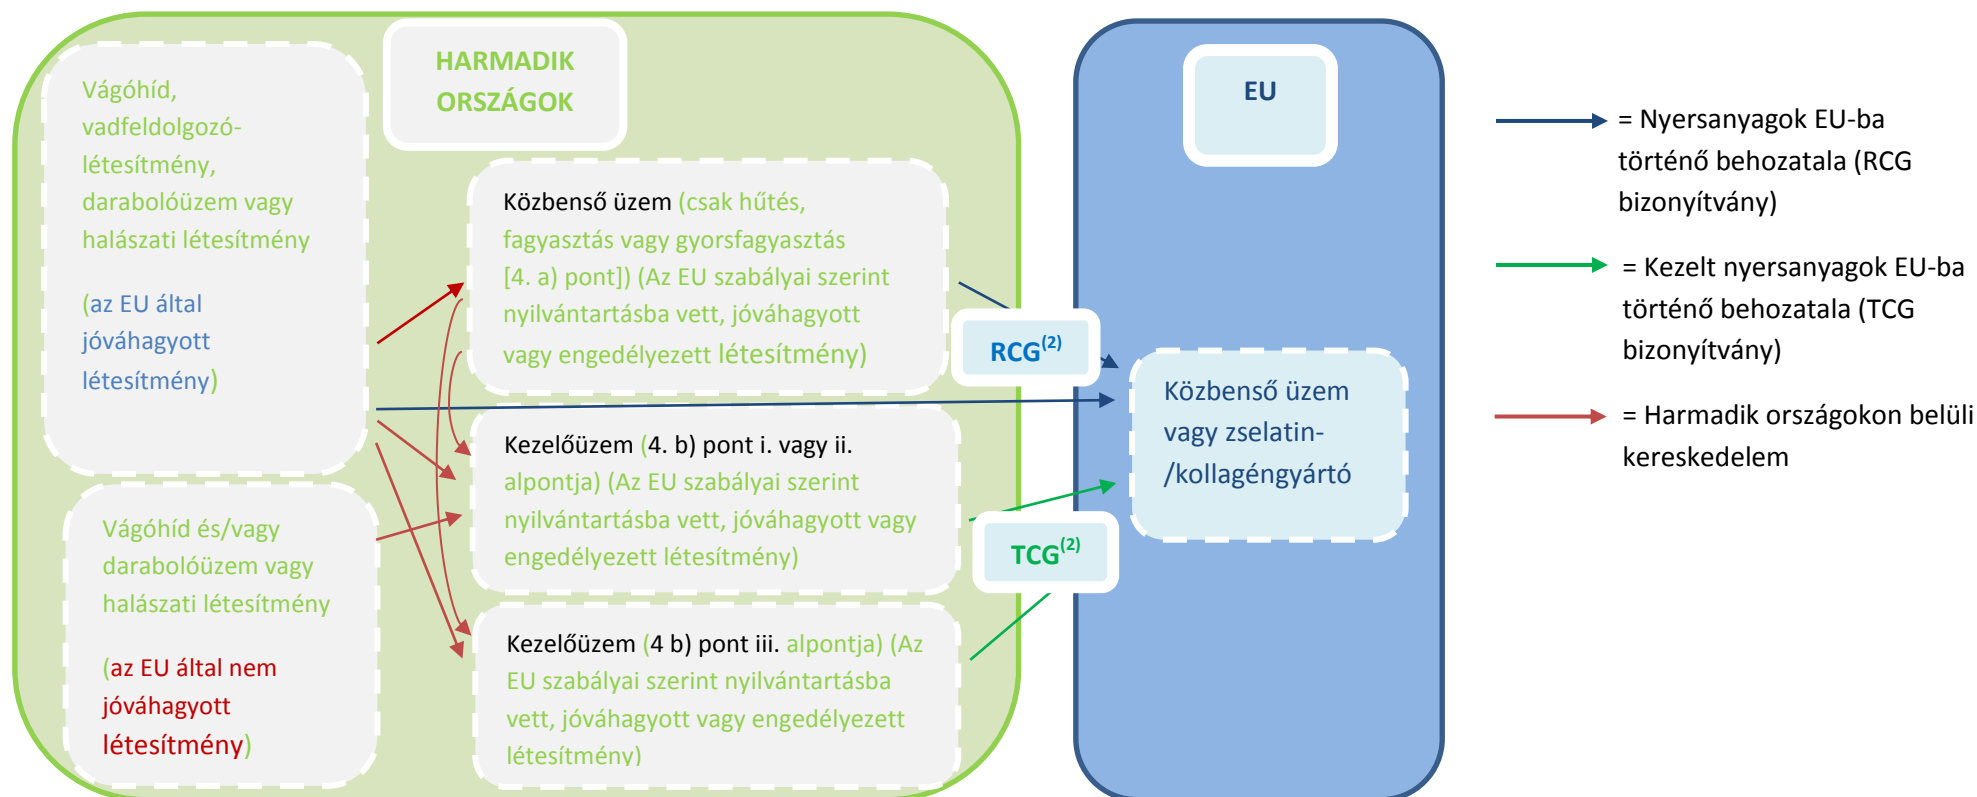 HARMADIK
ORSZÁGOK
Vágóhíd,
vadfeldolgozó-
létesítmény,
darabolóüzem vagy
halászati létesítmény
(az EU által
jóváhagyott
létesítmény)
Vágóhíd és/vagy
darabolóüzem vagy
halászati létesítmény
(az EU által nem
jóváhagyott
létesítmény)
Közbenső üzem (csak hűtés,
fagyasztás vagy gyorsfagyasztás
[4. a) pont]) (Az EU szabályai szerint
nyilvántartásba vett, jóváhagyott
vagy engedélyezett létesítmény)
Kezelőüzem (4. b) pont i. vagy ii.
alpontja) (Az EU szabályai szerint
nyilvántartásba vett, jóváhagyott vagy
engedélyezett létesítmény)
Kezelőüzem (4 b) pont iii. alpontja) (Az
EU szabályai szerint nyilvántartásba
vett, jóváhagyott vagy engedélyezett
létesítmény)
RCG(2)
TCG(2)
EU
Közbenső üzem
vagy zselatin-
/kollagéngyártó
= Nyersanyagok EU-ba
történő behozatala (RCG
bizonyítvány)
= Kezelt nyersanyagok EU-ba
történő behozatala (TCG
bizonyítvány)
= Harmadik országokon belüli
kereskedelem